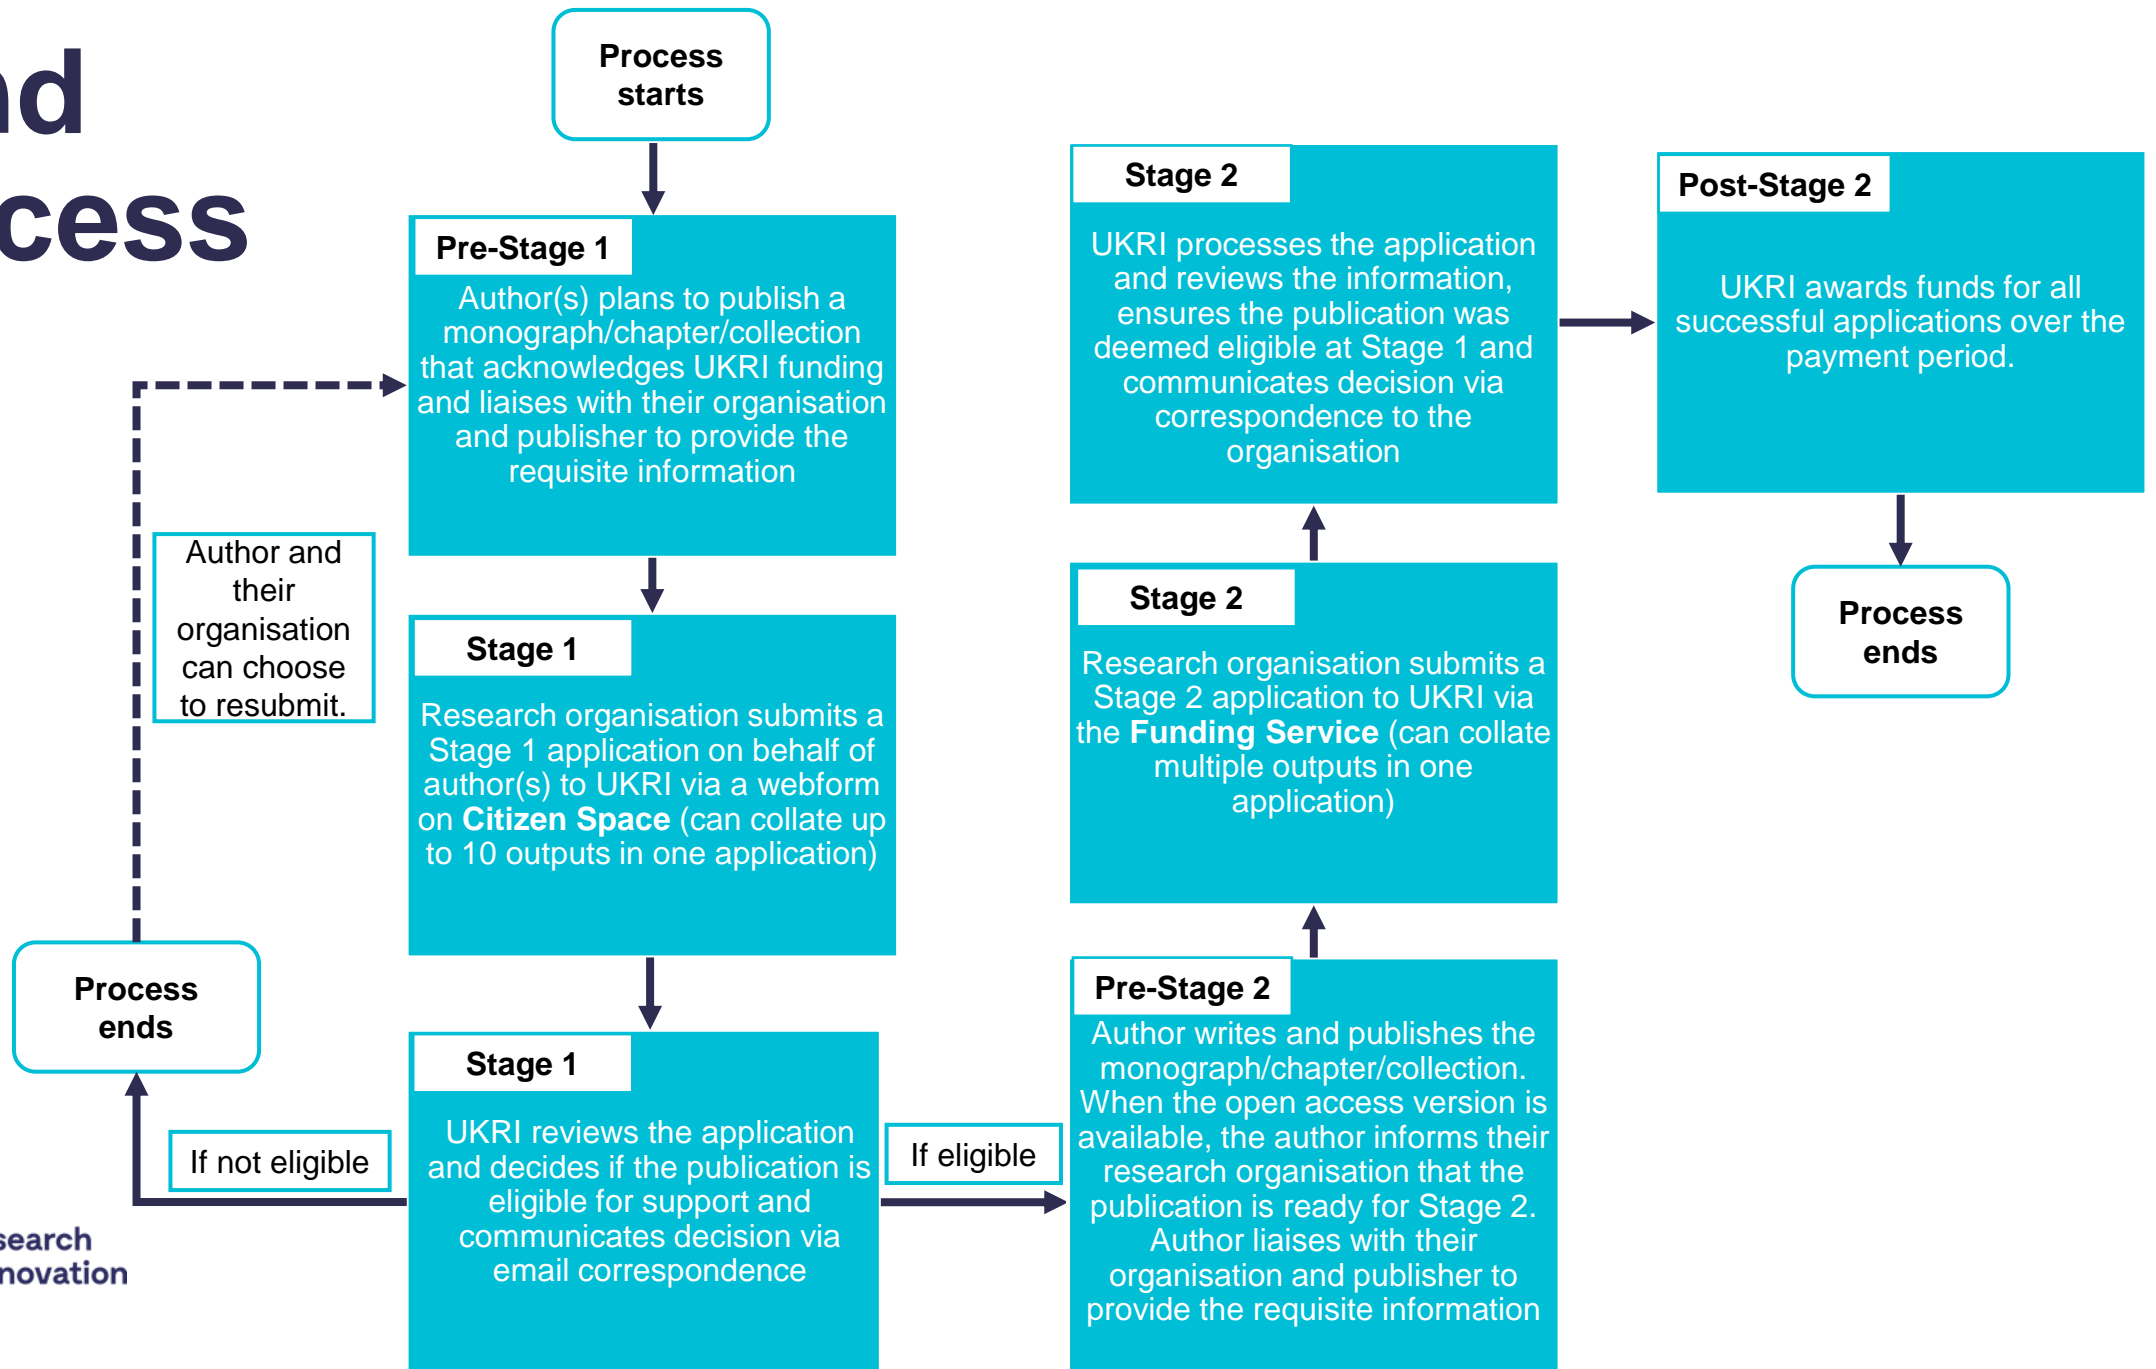 nd
cess
Process
starts
Pre-Stage 1
Author(s) plans to publish a
monograph/chapter/collection
that acknowledges UKRI funding
and liaises with their organisation
and publisher to provide the
requisite information
Author and
their
organisation
can choose
to resubmit.
Stage 1
Research organisation submits a
Stage 1 application on behalf of
author(s) to UKRI via a webform
on Citizen Space (can collate up
to 10 outputs in one application)
Process
ends
If not eligible
Stage 1
UKRI reviews the application
and decides if the publication is
eligible for support and
communicates decision via
email correspondence
If eligible
Pre-Stage 2
Author writes and publishes the
monograph/chapter/collection.
When the open access version is
available, the author informs their
research organisation that the
publication is ready for Stage 2.
Author liaises with their
organisation and publisher to
provide the requisite information
Stage 2
Research organisation submits a
Stage 2 application to UKRI via
the Funding Service (can collate
multiple outputs in one
application)
Stage 2
UKRI processes the application
and reviews the information,
ensures the publication was
deemed eligible at Stage 1 and
communicates decision via
correspondence to the
organisation
Post-Stage 2
UKRI awards funds for all
successful applications over the
payment period.
Process
ends
search
novation